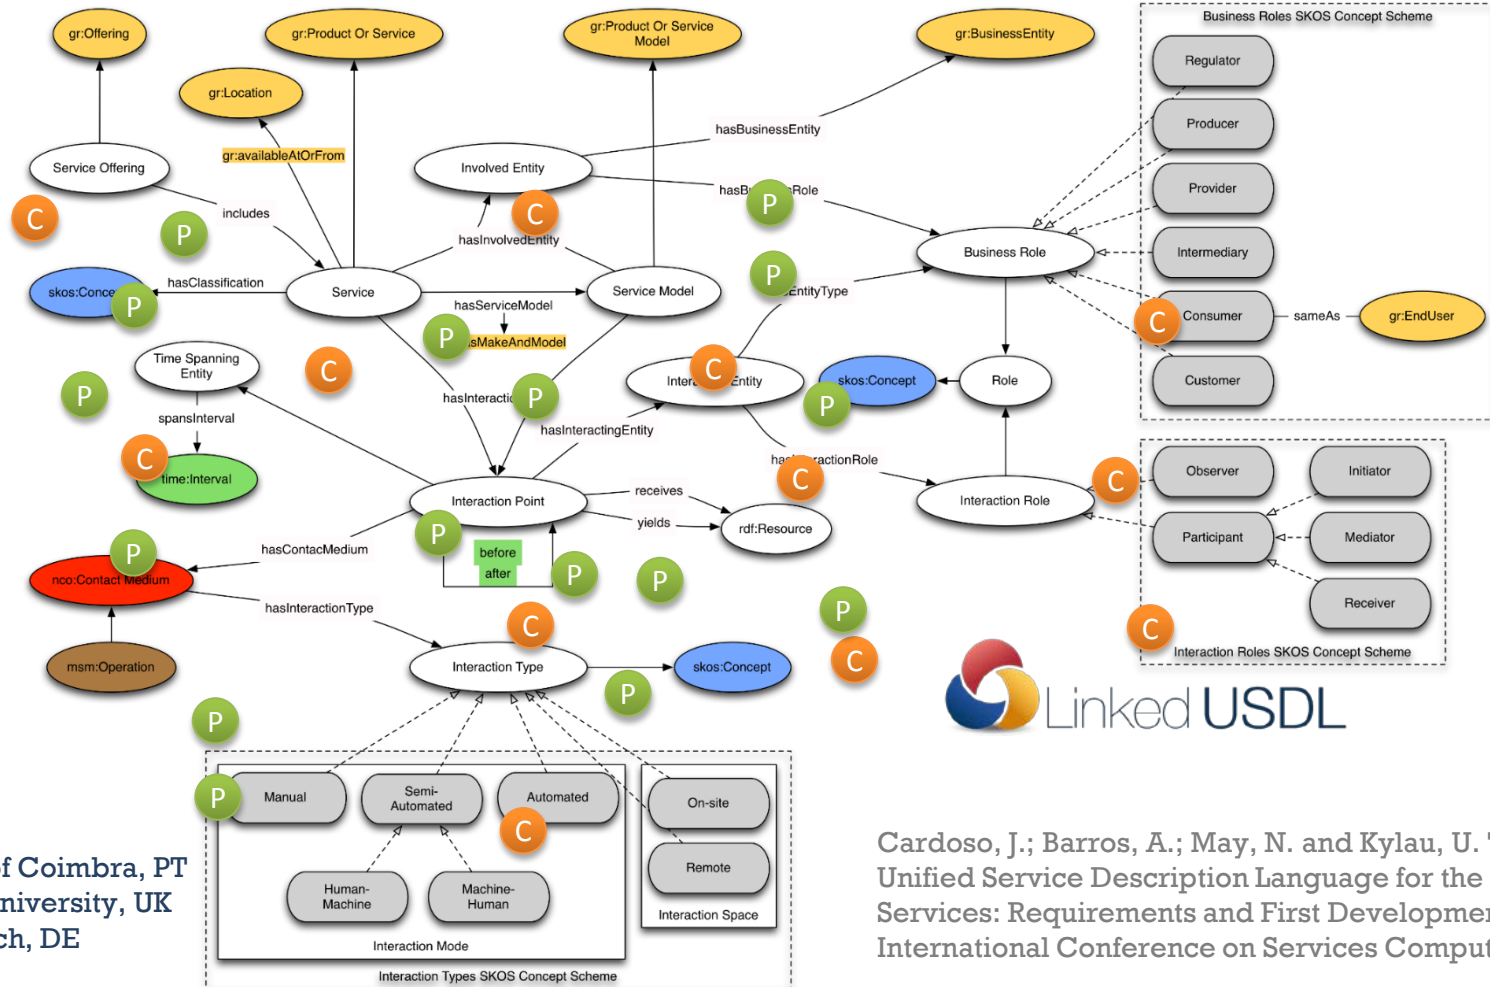 gr:Offering
gr:Product Or Service
gr:Product Or Service
Model
gr:BusinessEntity
Business Roles SKOS Concept Scheme
Regulator
gr:Location
Producer
hasBusinessEntity
gr:availableAtOrFrom
Service Offering
Involved Entity
Provider
P
C
C
includes
P
hasInvolvedEntity
Business Role
Intermediary
P
hasClassification
Service
hasServiceModel
Service Model
P
P
C
Consumer
sameAs
gr:EndUser
Time Spanning
Entity
C
C
skos:Concept
Role
Customer
P
P
P
spansInterval
hasInteractingEntity
C
time:Interval
C
C
Observer
Initiator
Interaction Point
receives
Interaction Role
yields
rdf:Resource
Participant
Mediator
P
hasContacMedium
P
before
after
P
P
nco:Contact Medium
hasInteractionType
Receiver
P
C
C
C
msm:Operation
Interaction Type
skos:Concept
Interaction Roles SKOS Concept Scheme
P
P
Linked USDL
P
Manual
Semi-
Automated
Automated
C
On-site
Remote
Human-
Machine
Machine-
Human
Interaction Space
Interaction Mode
Interaction Types SKOS Concept Scheme
of Coimbra, PT
niversity, UK
ch, DE
Cardoso, J.; Barros, A.; May, N. and Kylau, U.
Unified Service Description Language for the
Services: Requirements and First Developmen
International Conference on Services Comput